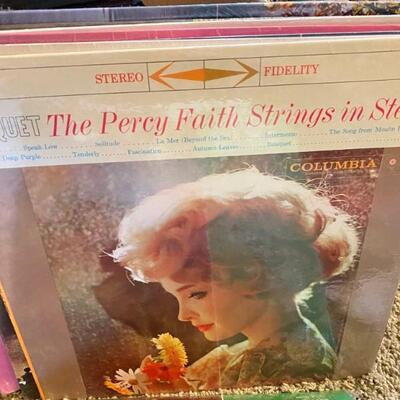 STEREO FIDELITY
QUET The Percy Faith Strings in Ste
Speak Low........Solitude........La Mer (Beyond the Sea)........Intermezzo........The Song from Moulin R
Deep Purple........Tenderly........Fascination........Autumn Leaves........Bouquet........
COLUMBIA